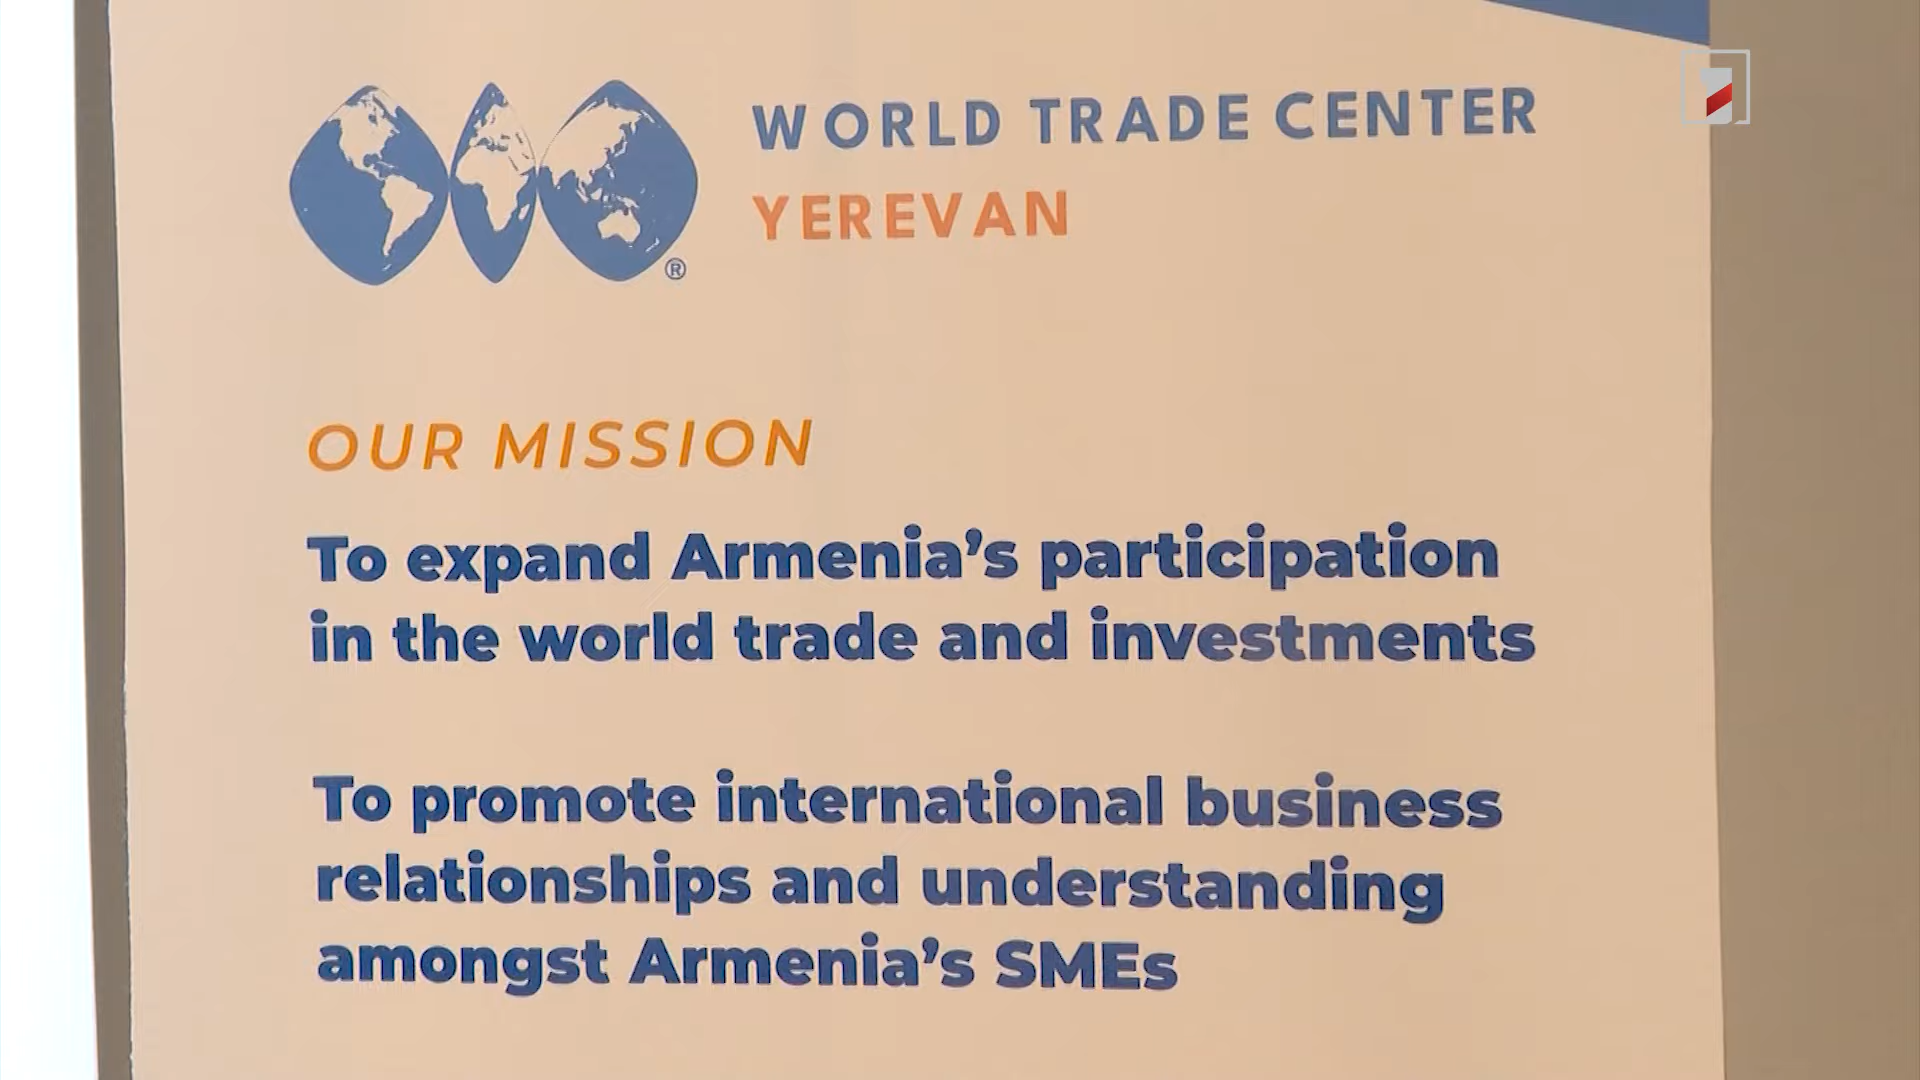 WORLD TRADE CENTER
YEREVAN
®
OUR MISSION
To expand Armenia’s participation
in the world trade and investments
To promote international business
relationships and understanding
amongst Armenia’s SMEs